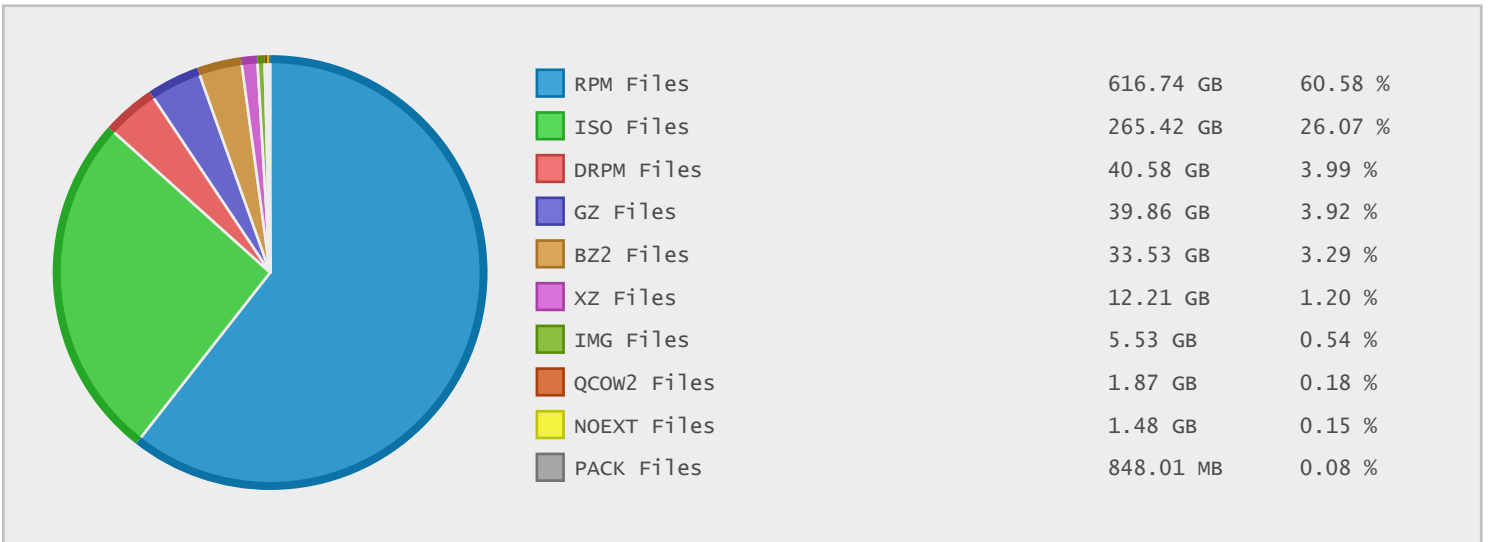 RPM Files 616.74 GB 60.58 %
ISO Files 265.42 GB 26.07 %
DRPM Files 40.58 GB 3.99 %
GZ Files 39.86 GB 3.92 %
BZ2 Files 33.53 GB 3.29 %
XZ Files 12.21 GB 1.20 %
IMG Files 5.53 GB 0.54 %
QCOW2 Files 1.87 GB 0.18 %
NOEXT Files 1.48 GB 0.15 %
PACK Files 848.01 MB 0.08 %